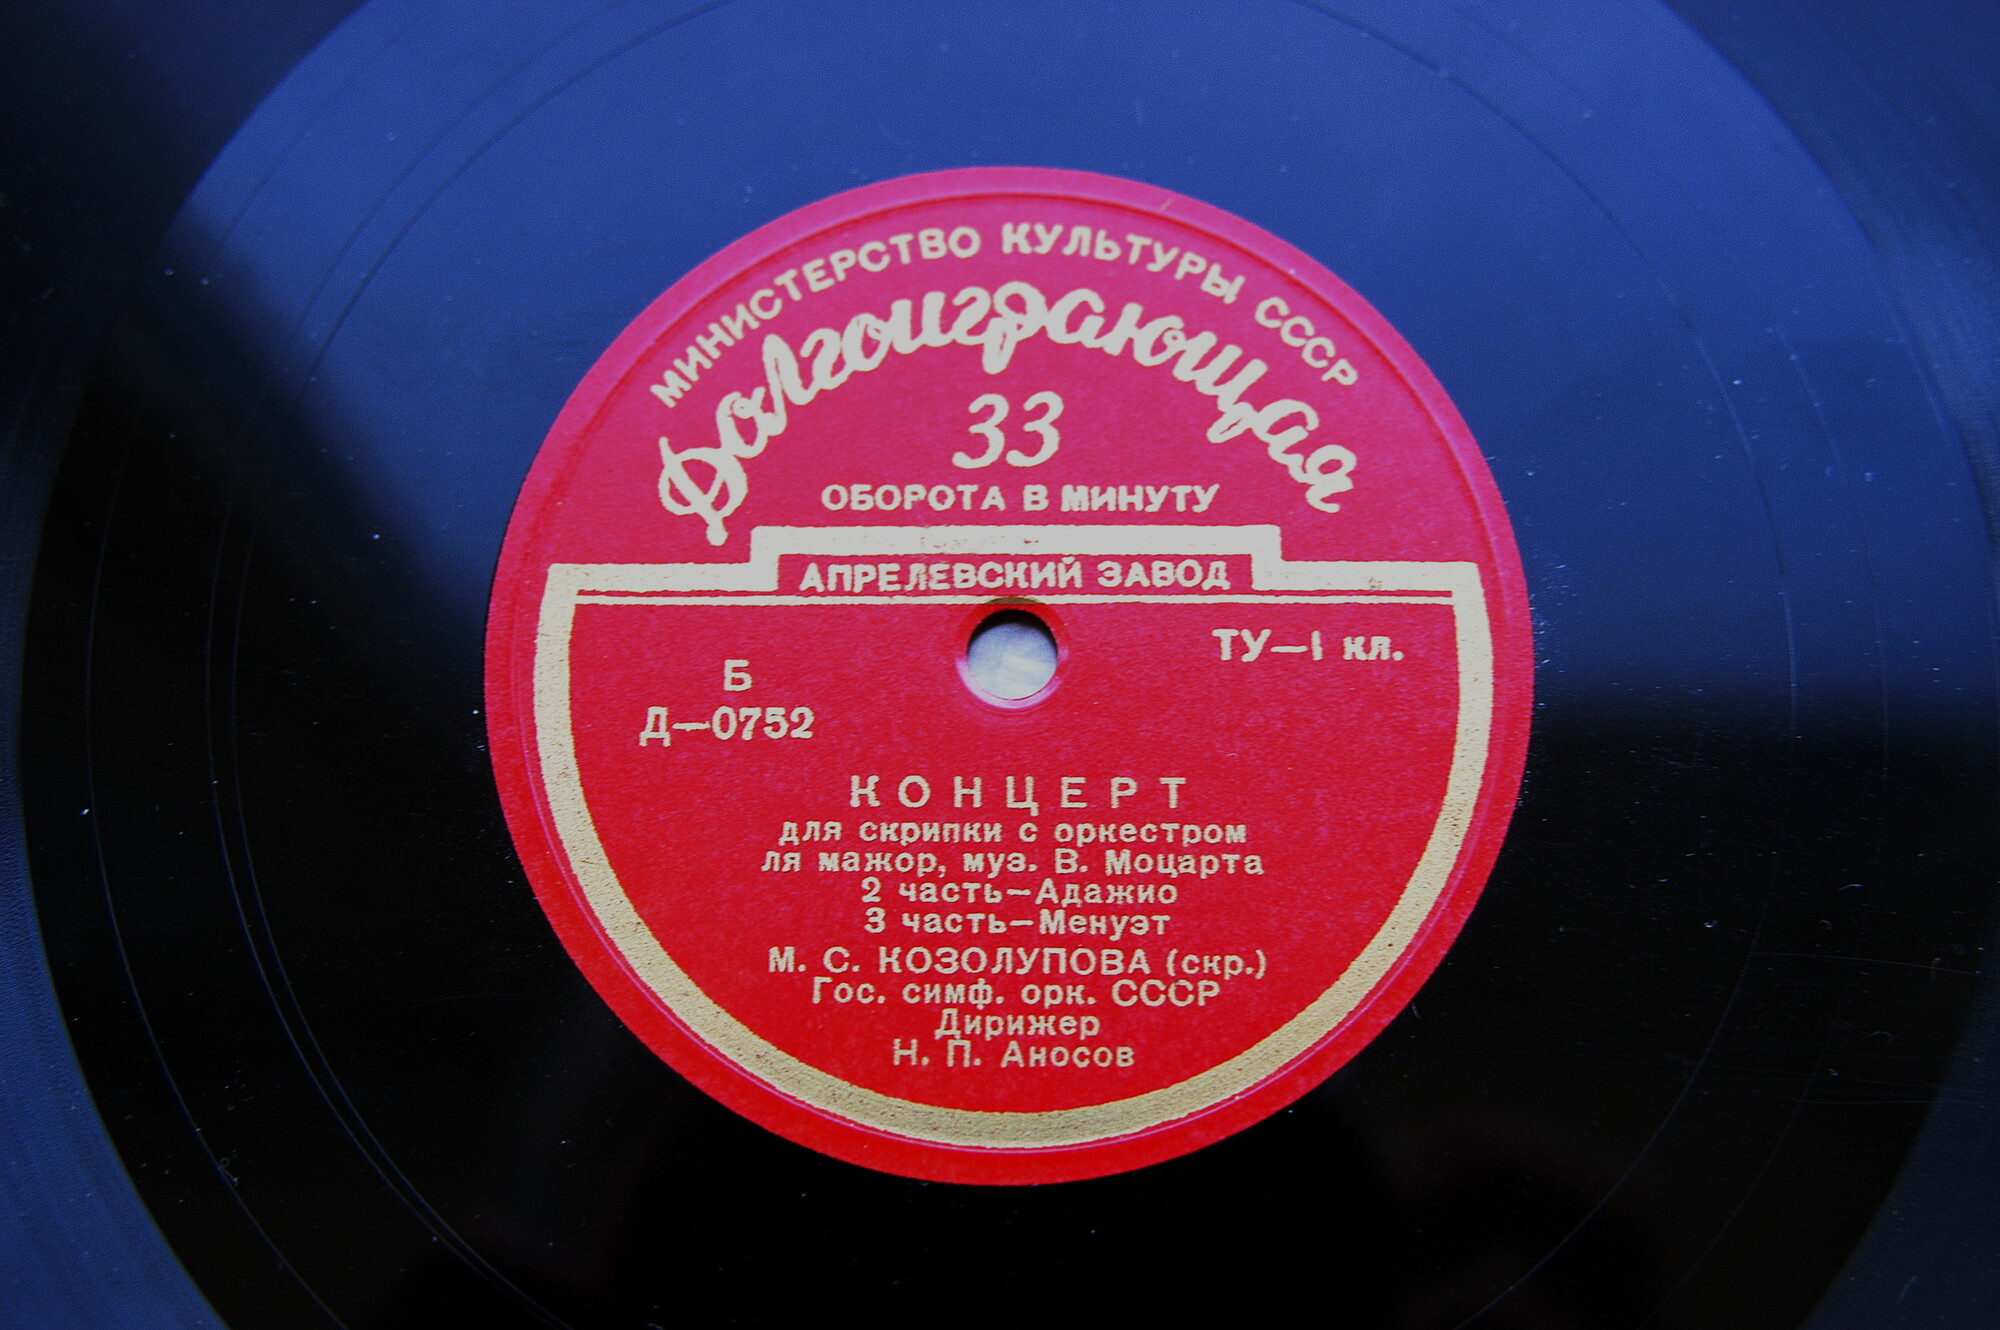 МИНИСТЕРСТВО КУЛЬТУРЫ СССР
Долгоиграющая
33
ОБОРОТА В МИНУТУ
АПРЕЛЕВСКИЙ ЗАВОД
ТУ—I кл.
Б
Д—0752
КОНЦЕРТ
для скрипки с оркестром
ля мажор, муз. В. Моцарта
2 часть—Адажио
3 часть—Менуэт
М. С. КОЗОЛУПОВА (скр.)
Гос. симф. орк. СССР
Дирижер
Н. П. Аносов